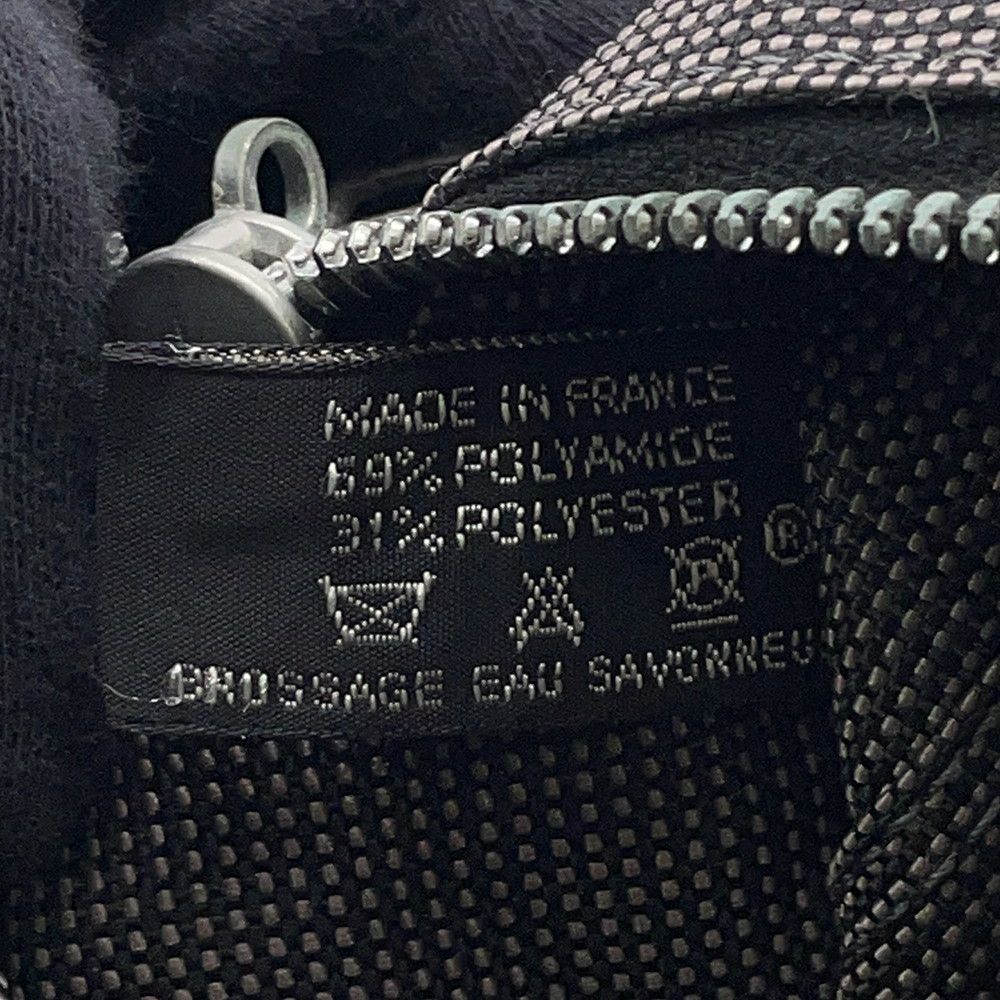 MADE IN FRANCE
69% POLYAMIDE
31% POLYESTER
P ®
BROSSAGE EAU SAVONNEU